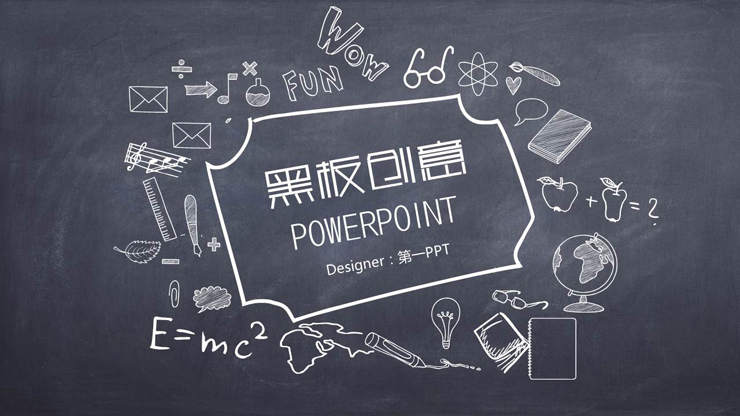 WOW
FUN
黑板创意
POWERPOINT
Designer：第一PPT
+ = ?
E=mc²